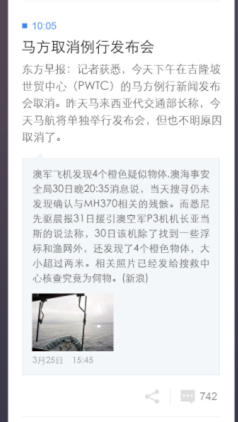 10:05
马方取消例行发布会
东方早报：记者获悉，今天下午在吉隆坡
世贸中心（PWTC）的马方例行新闻发布
会取消。昨天马来西亚代交通部长称，今
天马航将单独举行发布会，但也不明原因
取消了。
澳军飞机发现4个橙色疑似物体,澳海事安
全局30日晚20:35消息说，当天搜寻仍未
发现确认与MH370相关的残骸。而悉尼
先驱晨报31日援引澳空军P3机机长亚当
斯的说法称，30日该机除了找到一些浮
标和渔网外，还发现了4个橙色物体，大
小超过两米。相关照片已经发给搜救中
心核查究竟为何物。(新浪)
3月25日 15:45
742